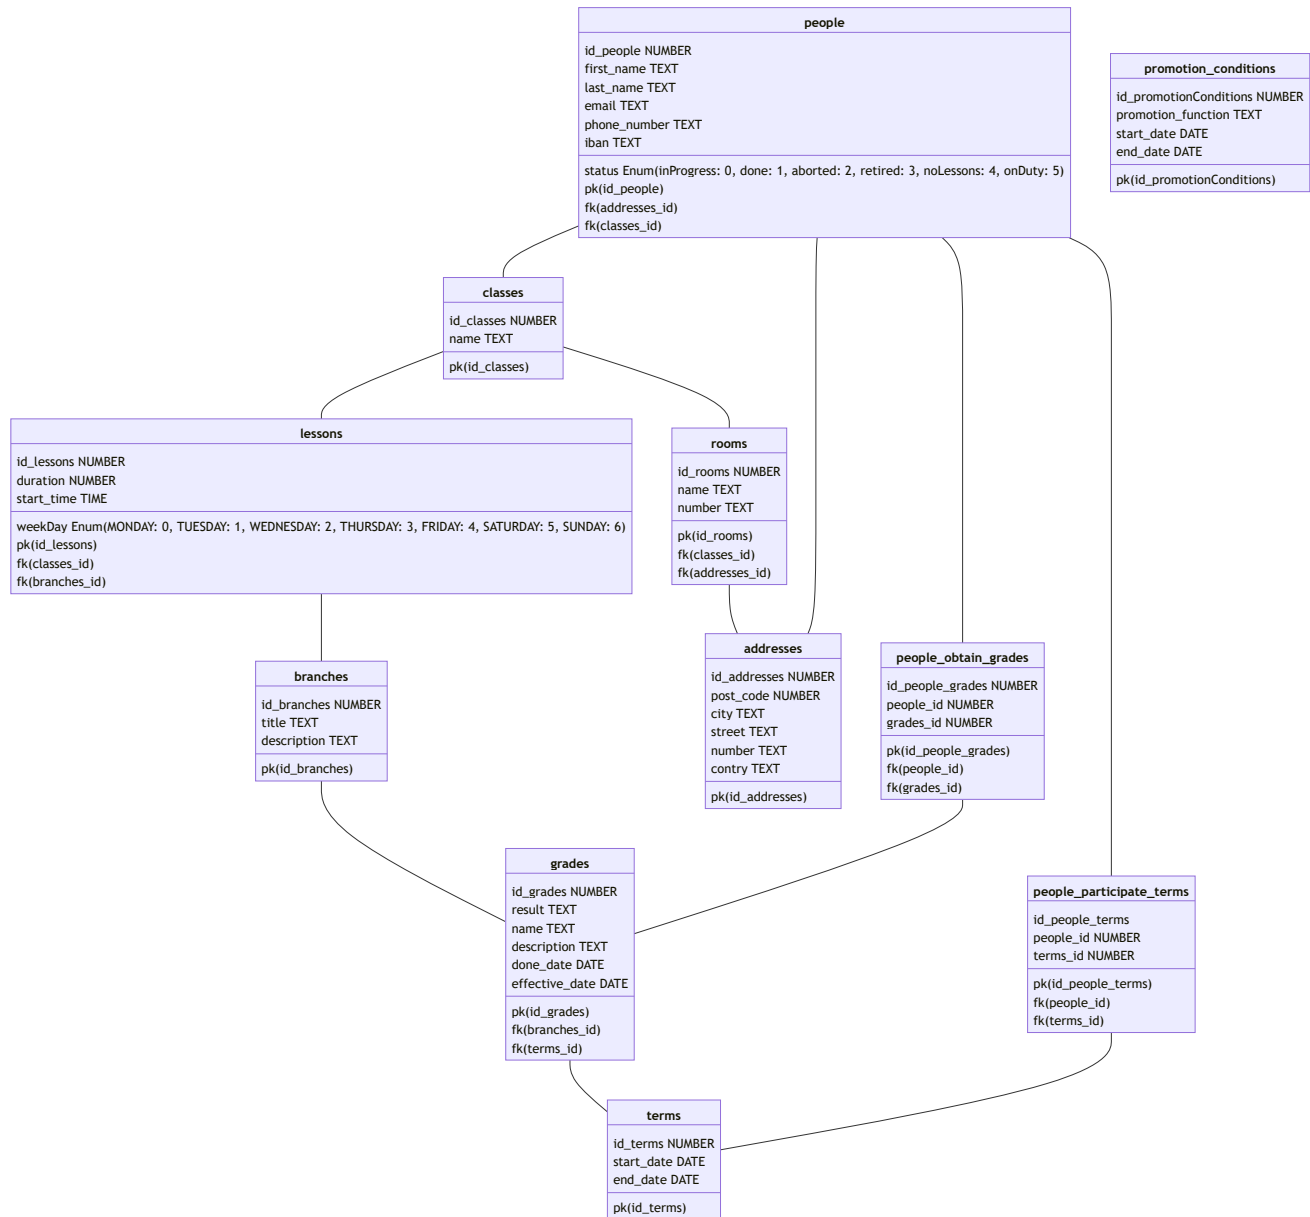 people
id_people NUMBER
first_name TEXT
last_name TEXT
email TEXT
phone_number TEXT
iban TEXT
status Enum(inProgress: 0, done: 1, aborted: 2, retired: 3, noLessons: 4, onDuty: 5)
pk(id_people)
fk(addresses_id)
fk(classes_id)
promotion_conditions
id_promotionConditions NUMBER
promotion_function TEXT
start_date DATE
end_date DATE
pk(id_promotionConditions)
classes
id_classes NUMBER
name TEXT
pk(id_classes)
lessons
id_lessons NUMBER
duration NUMBER
start_time TIME
weekDay Enum(MONDAY: 0, TUESDAY: 1, WEDNESDAY: 2, THURSDAY: 3, FRIDAY: 4, SATURDAY: 5, SUNDAY: 6)
pk(id_lessons)
fk(classes_id)
fk(branches_id)
rooms
id_rooms NUMBER
name TEXT
number TEXT
pk(id_rooms)
fk(classes_id)
fk(addresses_id)
branches
id_branches NUMBER
title TEXT
description TEXT
pk(id_branches)
addresses
id_addresses NUMBER
post_code NUMBER
city TEXT
street TEXT
number TEXT
contry TEXT
pk(id_addresses)
people_obtain_grades
id_people_grades NUMBER
people_id NUMBER
grades_id NUMBER
pk(id_people_grades)
fk(people_id)
fk(grades_id)
grades
id_grades NUMBER
result TEXT
name TEXT
description TEXT
done_date DATE
effective_date DATE
pk(id_grades)
fk(branches_id)
fk(terms_id)
people_participate_terms
id_people_terms
people_id NUMBER
terms_id NUMBER
pk(id_people_terms)
fk(people_id)
fk(terms_id)
terms
id_terms NUMBER
start_date DATE
end_date DATE
pk(id_terms)